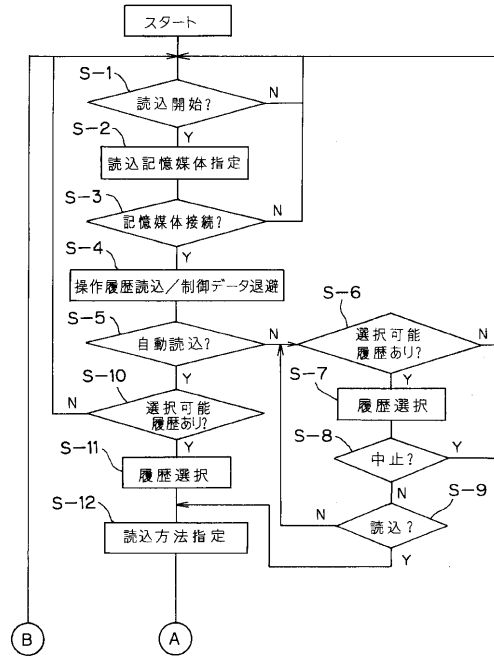 スタート
S-1
読込開始?
N
Y
S-2
読込記憶媒体指定
S-3
記憶媒体接続?
N
Y
S-4
操作履歴読込/制御データ退避
S-5
自動読込?
N
Y
S-6
選択可能
履歴あり?
N
Y
S-7
履歴選択
S-8
中止?
Y
N
S-9
読込?
N
Y
S-10
選択可能
履歴あり?
N
Y
S-11
履歴選択
S-12
読込方法指定
B
A